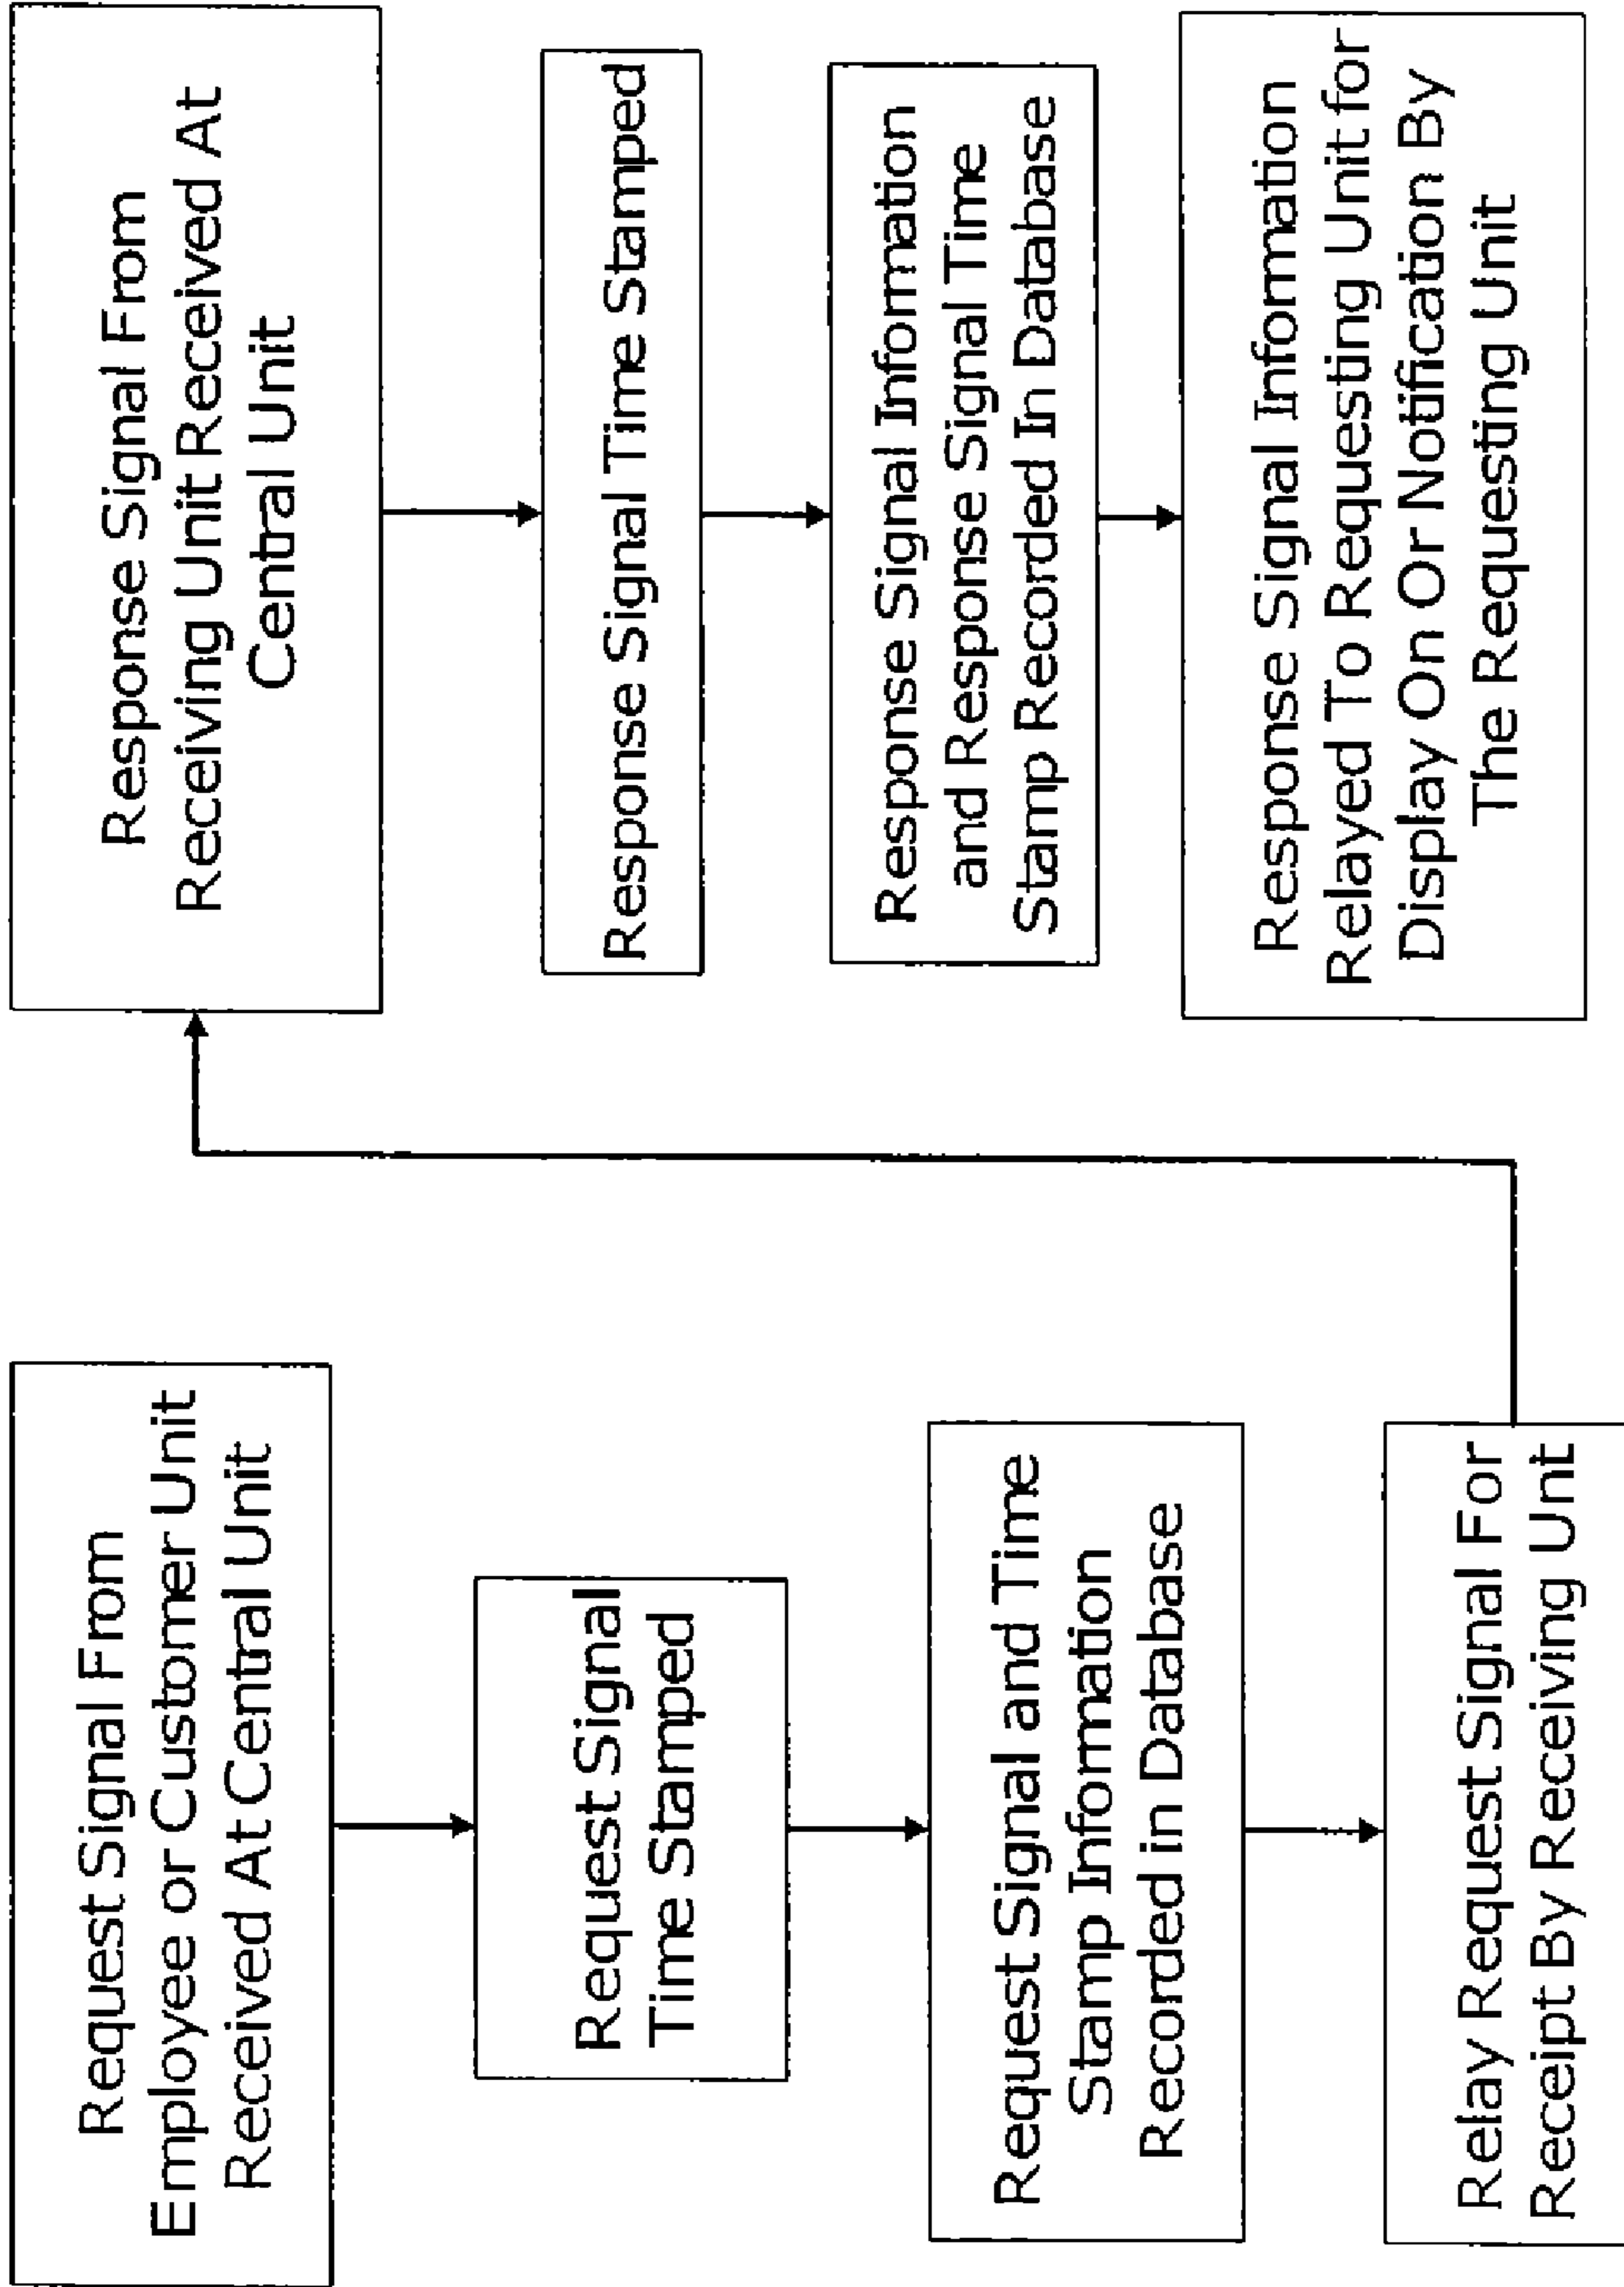 Request Signal From
Employee or Customer Unit
Received At Central Unit
Request Signal
Time Stamped
Request Signal and Time
Stamp Information
Recorded in Database
Relay Request Signal For
Receipt By Receiving Unt
Response Signal From
Receiving Unit Received At
Central Unit
Response Signal Time Stamped
Response Signal Information
and Response Signal Time
Stamp Recorded In Database
Response Signal Information
Relayed To Requesting Unit for
Display On Or Notification By
The Requesting Unit